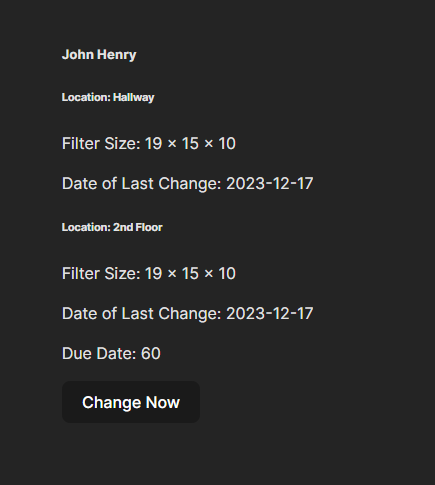 John Henry
Location: Hallway
Filter Size: 19 × 15 × 10
Date of Last Change: 2023-12-17
Location: 2nd Floor
Filter Size: 19 × 15 × 10
Date of Last Change: 2023-12-17
Due Date: 60
Change Now